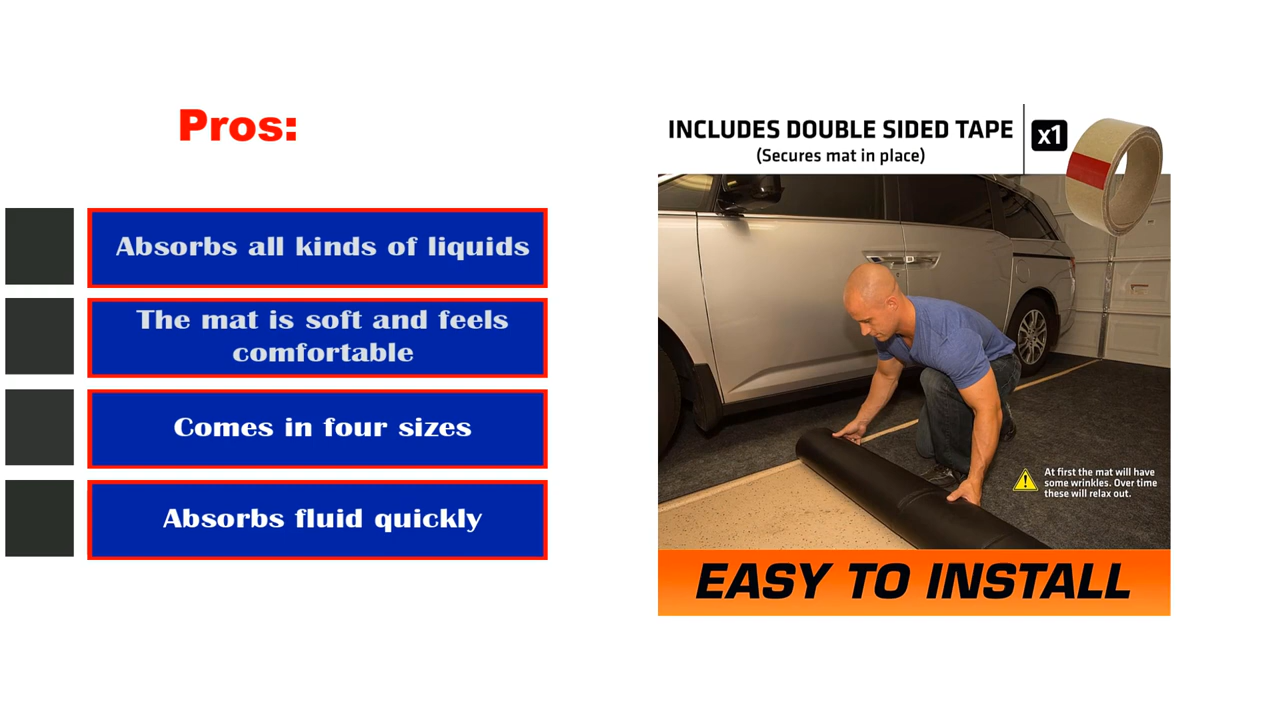 Pros:
Absorbs all kinds of liquids
The mat is soft and feels
comfortable
Comes in four sizes
Absorbs fluid quickly
INCLUDES DOUBLE SIDED TAPE
(Secures mat in place)
x1
At first the mat will have
some wrinkles. Over time
these will relax out.
EASY TO INSTALL